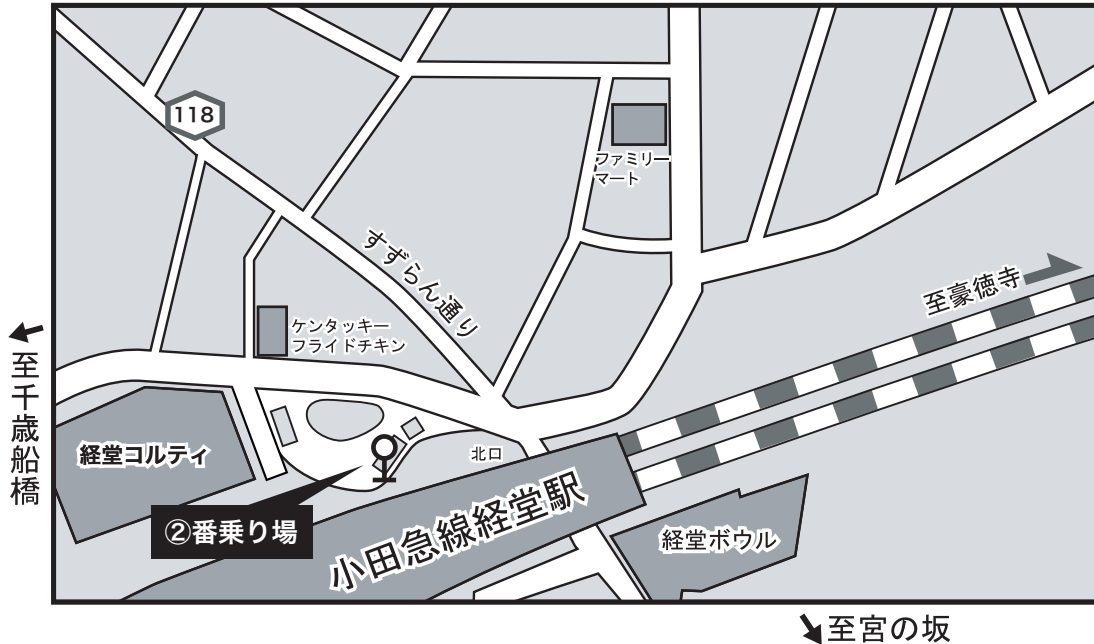 118
ファミリー
マート
すずらん通り
至豪徳寺
ケンタッキー
フライドチキン
至千歳船橋
経堂コルティ
北口
②番乗り場
小田急線経堂駅
経堂ボウル
至宮の坂